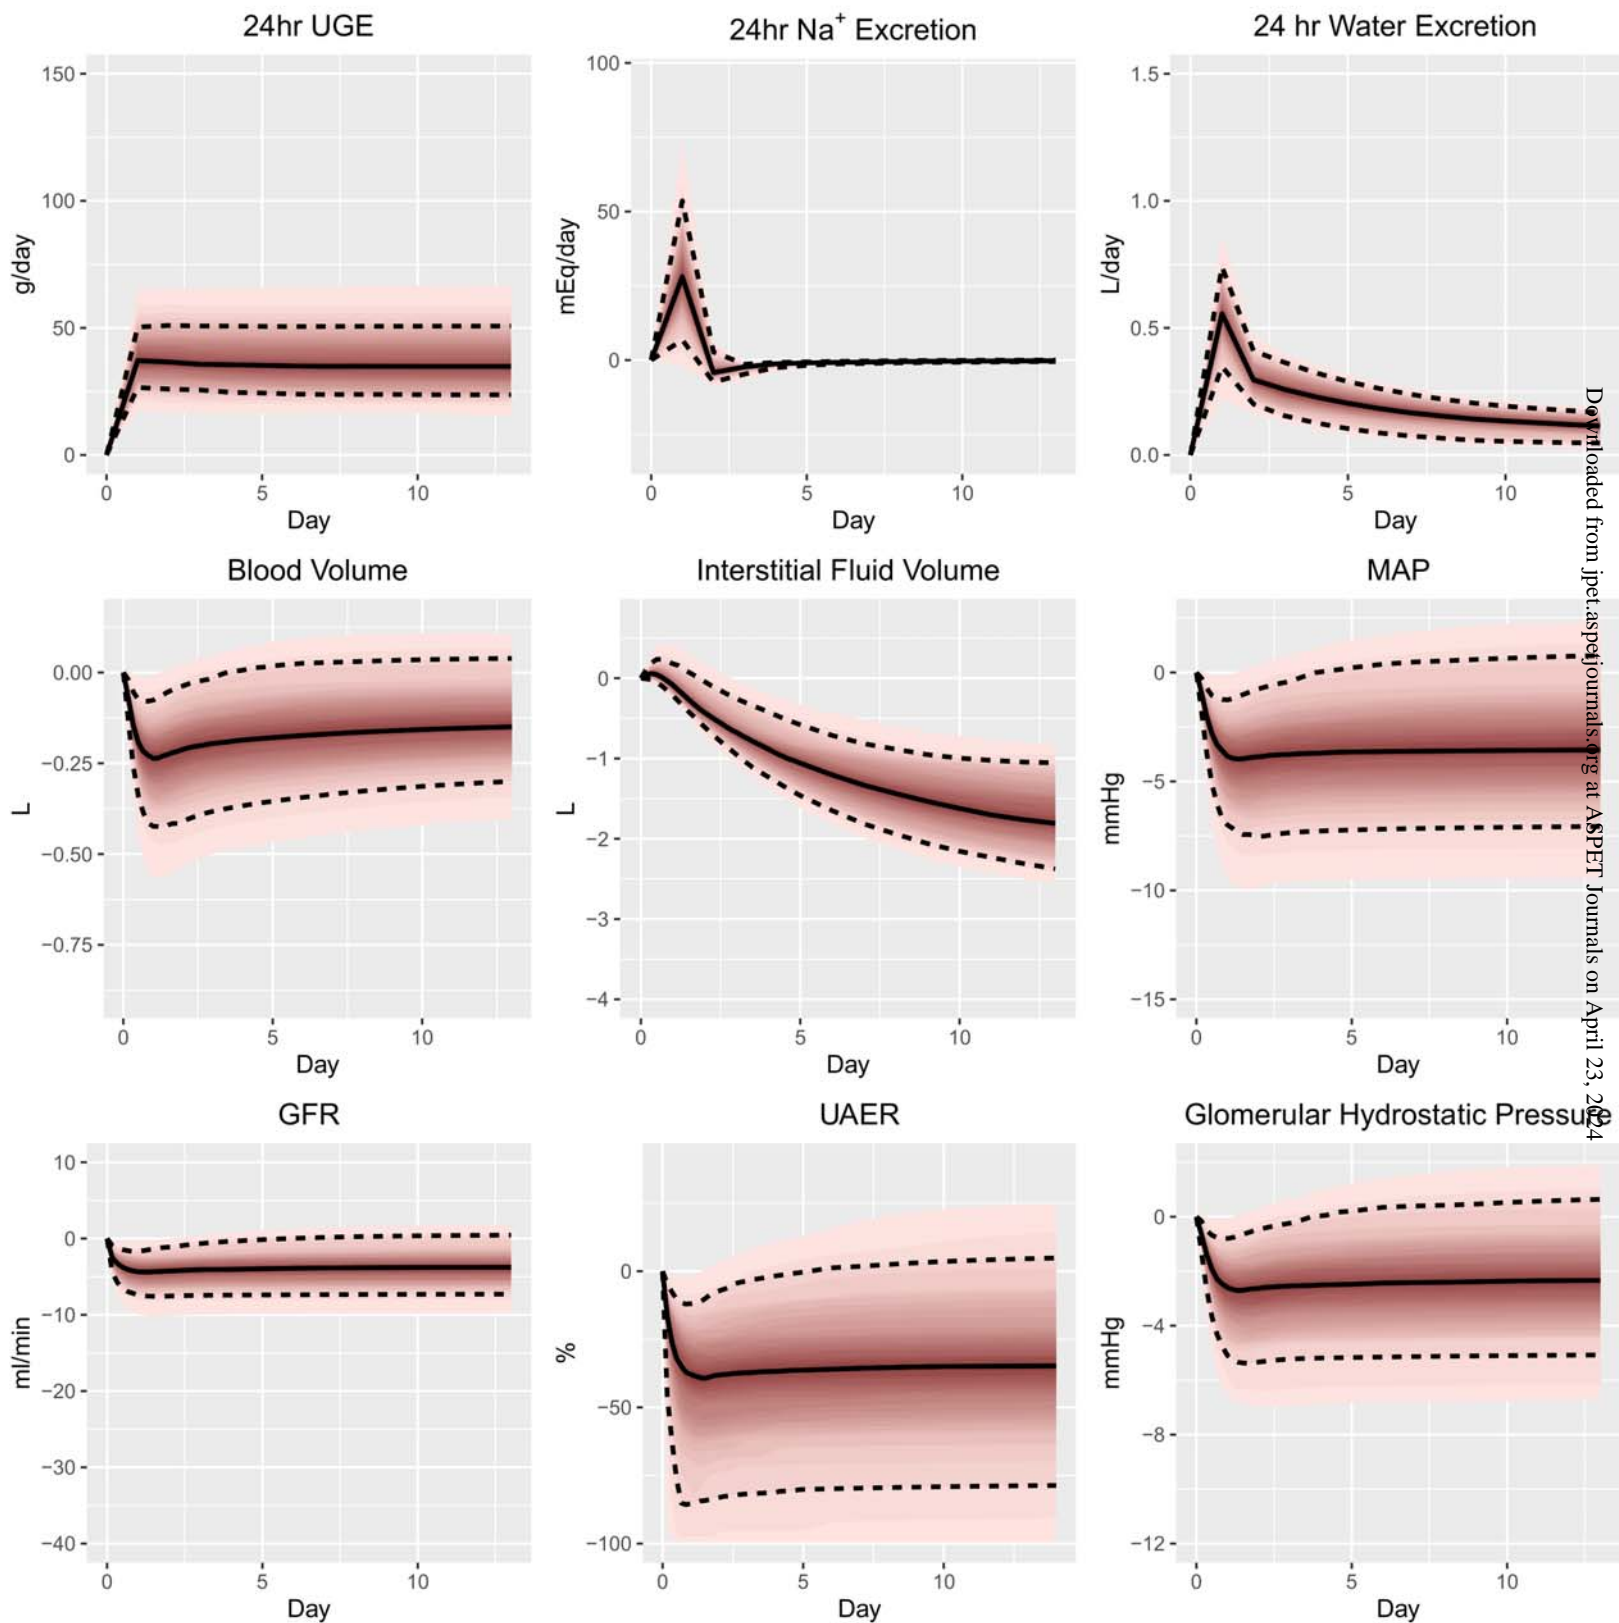 24hr UGE
150
100
50
0
g/day
0 5 10
Day
24hr Na⁺ Excretion
100
50
0
mEq/day
0 5 10
Day
24 hr Water Excretion
1.5
1.0
0.5
0.0
L/day
0 5 10
Day
Blood Volume
0.00
−0.25
−0.50
−0.75
L
0 5 10
Day
Interstitial Fluid Volume
0
−1
−2
−3
−4
L
0 5 10
Day
MAP
0
−5
−10
−15
mmHg
0 5 10
Day
GFR
10
0
−10
−20
−30
−40
ml/min
0 5 10
Day
UAER
0
−50
−100
%
0 5 10
Day
Glomerular Hydrostatic Pressure
0
−4
−8
−12
mmHg
0 5 10
Day
Downloaded from jpet.aspetjournals.org at ASPET Journals on April 23, 2024